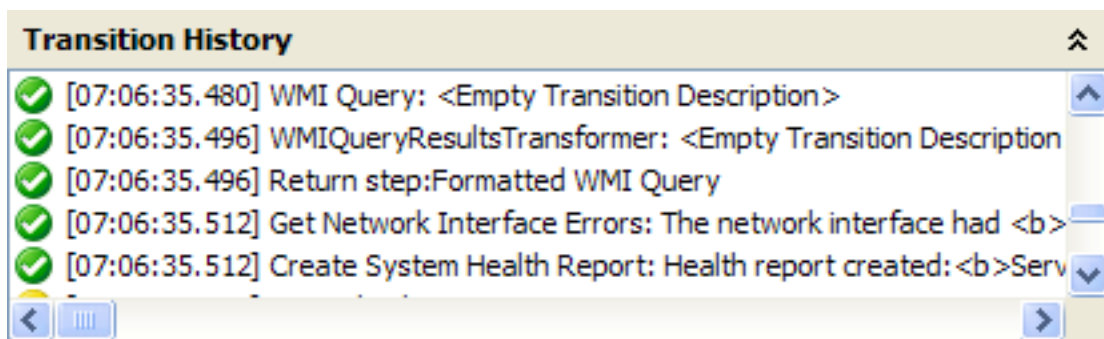 Transition History
[07:06:35.480] WMI Query: <Empty Transition Description>
[07:06:35.496] WMIQueryResultsTransformer: <Empty Transition Description
[07:06:35.496] Return step:Formatted WMI Query
[07:06:35.512] Get Network Interface Errors: The network interface had <b>
[07:06:35.512] Create System Health Report: Health report created:<b>Serv